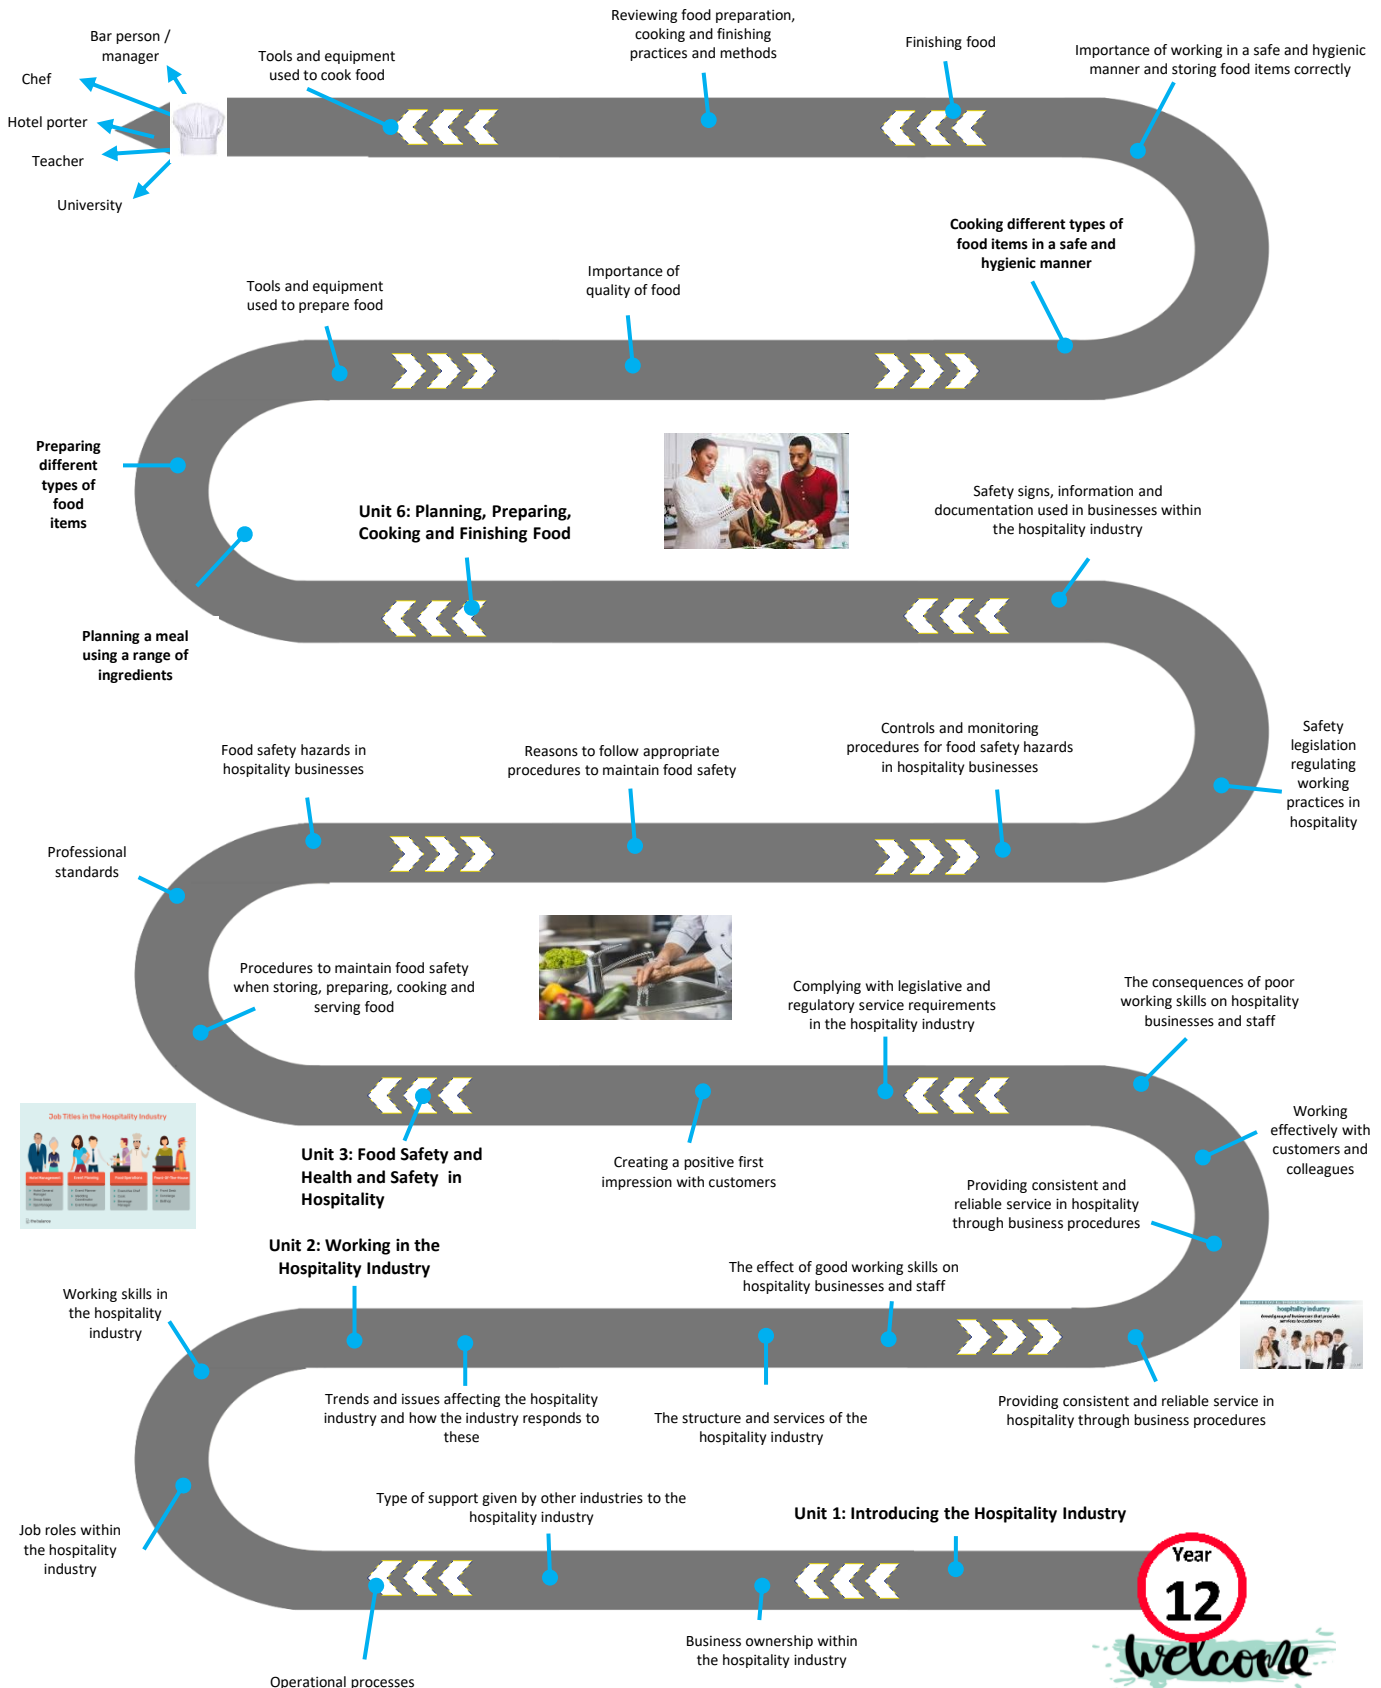 Reviewing food preparation,
cooking and finishing
practices and methods
Bar person /
manager
Tools and equipment
used to cook food
Finishing food
Importance of working in a safe and hygienic
manner and storing food items correctly
Chef
Hotel porter
Teacher
University
Cooking different types of
food items in a safe and
hygienic manner
Importance of
quality of food
Tools and equipment
used to prepare food
Preparing
different
types of
food
items
Unit 6: Planning, Preparing,
Cooking and Finishing Food
Safety signs, information and
documentation used in businesses within
the hospitality industry
Planning a meal
using a range of
ingredients
Food safety hazards in
hospitality businesses
Reasons to follow appropriate
procedures to maintain food safety
Controls and monitoring
procedures for food safety hazards
in hospitality businesses
Safety
legislation
regulating
working
practices in
hospitality
Professional
standards
Procedures to maintain food safety
when storing, preparing, cooking and
serving food
Complying with legislative and
regulatory service requirements
in the hospitality industry
The consequences of poor
working skills on hospitality
businesses and staff
Job Titles in the Hospitality Industry
Unit 3: Food Safety and
Health and Safety in
Hospitality
Creating a positive first
impression with customers
Working
effectively with
customers and
colleagues
Providing consistent and
reliable service in hospitality
through business procedures
Unit 2: Working in the
Hospitality Industry
The effect of good working skills on
hospitality businesses and staff
Working skills in
the hospitality
industry
hospitality industry
Trends and issues affecting the hospitality
industry and how the industry responds to
these
The structure and services of the
hospitality industry
Providing consistent and reliable service in
hospitality through business procedures
Type of support given by other industries to the
hospitality industry
Unit 1: Introducing the Hospitality Industry
Job roles within
the hospitality
industry
Year
12
welcome
Business ownership within
the hospitality industry
Operational processes